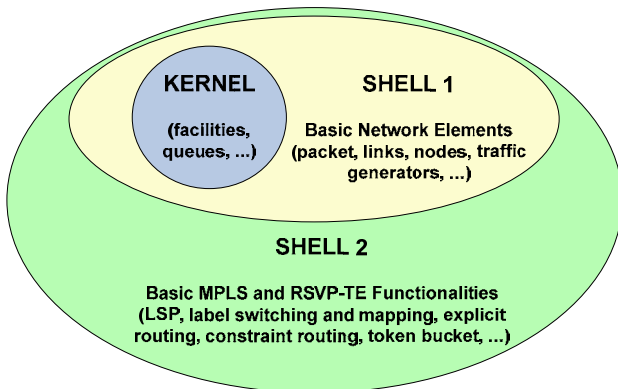 KERNEL
(facilities,
queues, ...)
SHELL 1
Basic Network Elements
(packet, links, nodes, traffic
generators, ...)
SHELL 2
Basic MPLS and RSVP-TE Functionalities
(LSP, label switching and mapping, explicit
routing, constraint routing, token bucket, ...)